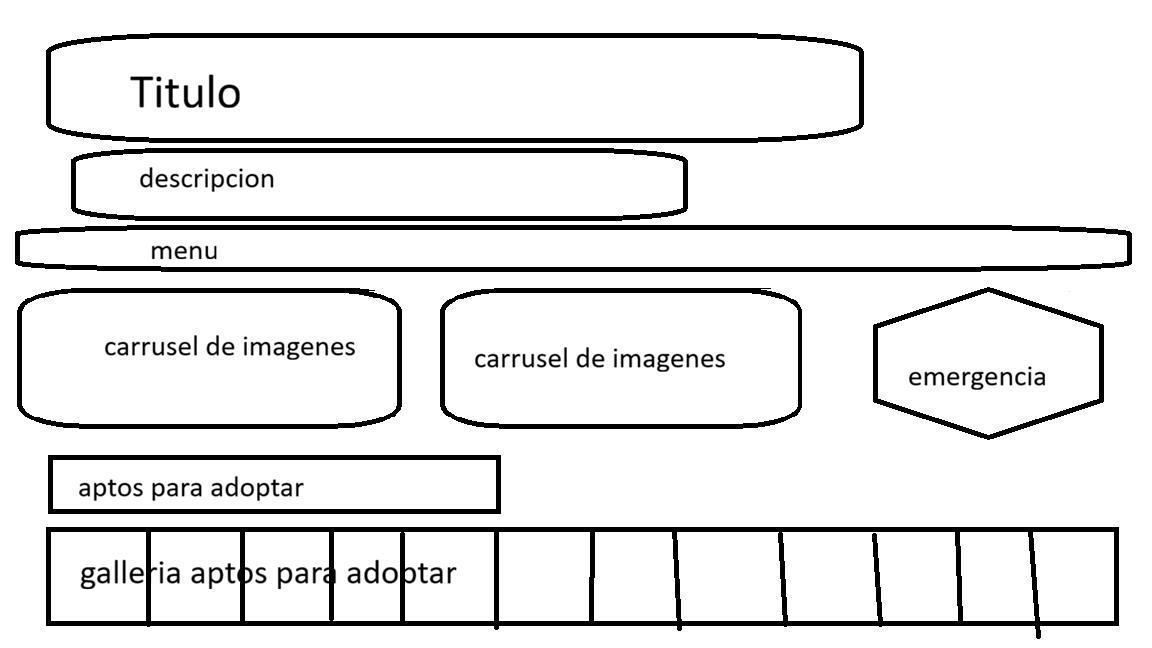 Titulo
descripcion
menu
carrusel de imagenes
carrusel de imagenes
emergencia
aptos para adoptar
galleria aptos para adoptar